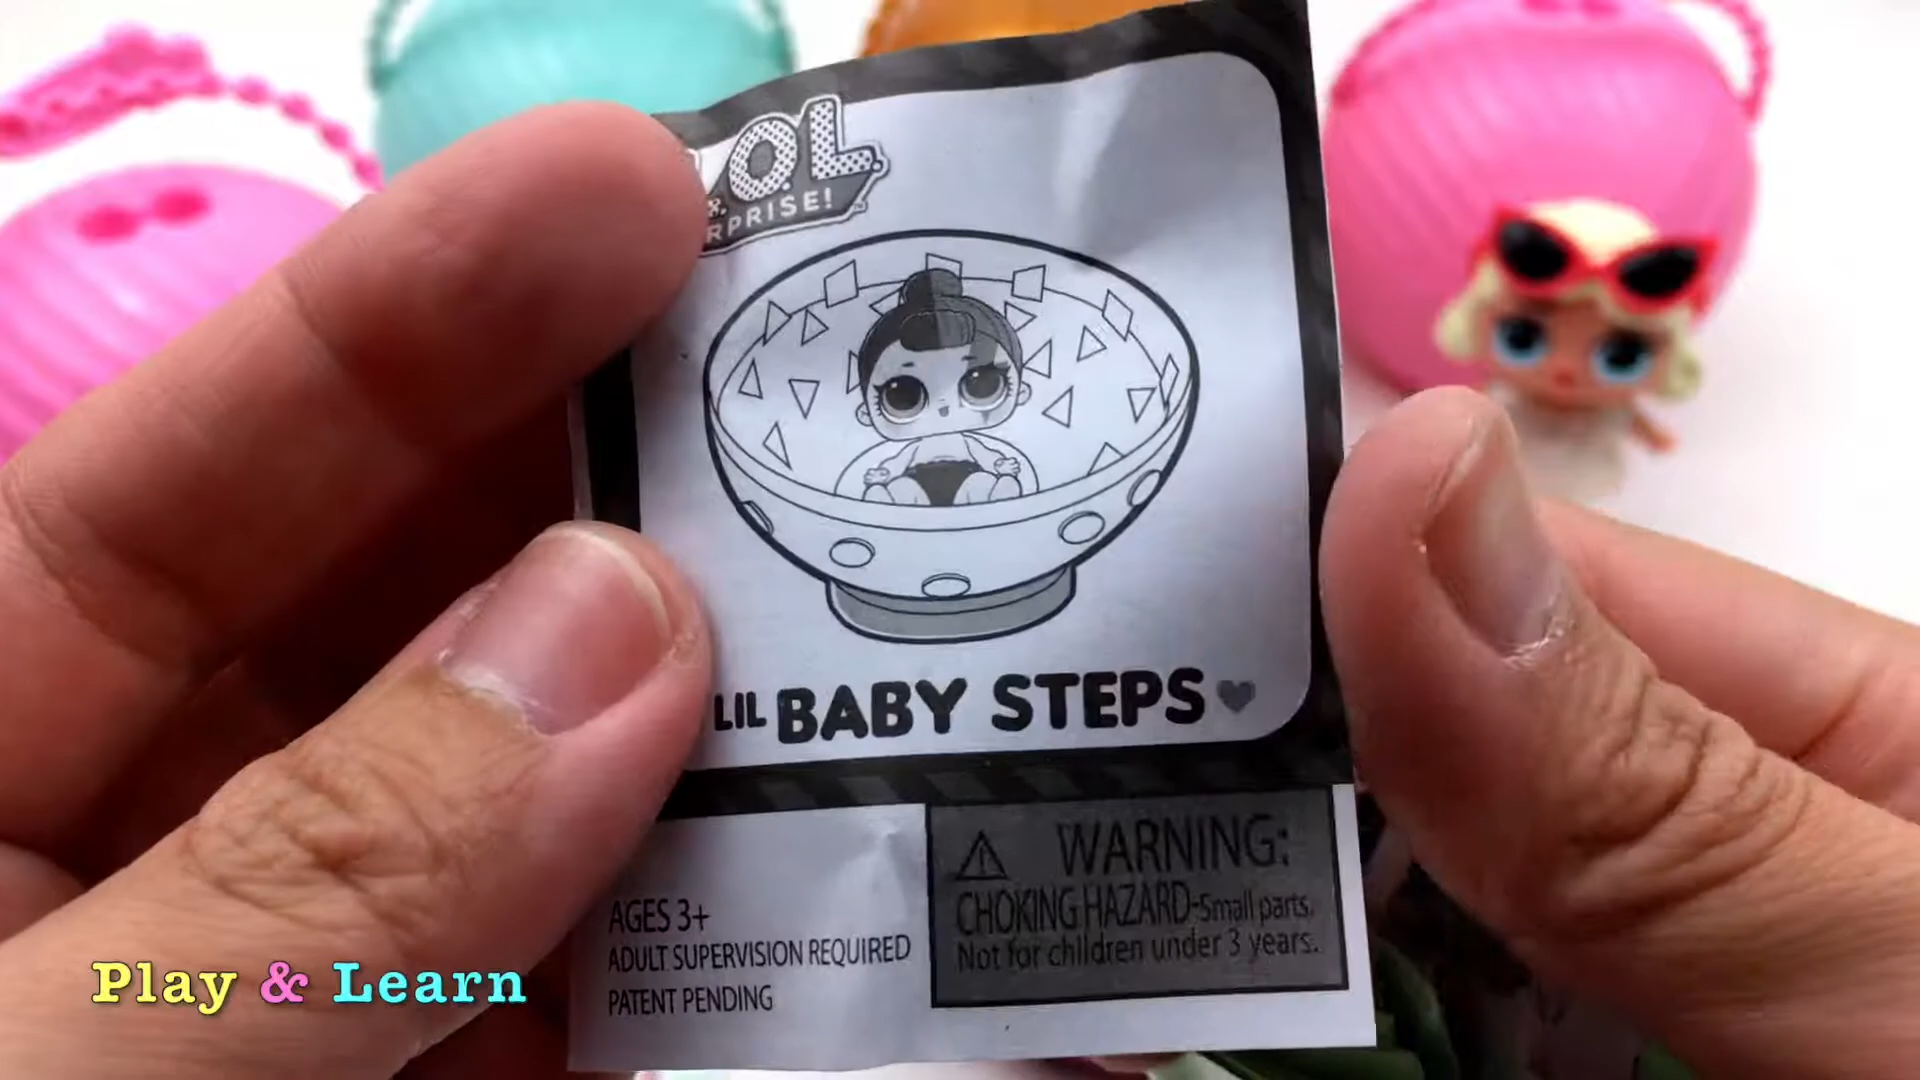 .O.L.
RPRISE!
LIL BABY STEPS
AGES 3+
ADULT SUPERVISION REQUIRED
PATENT PENDING
WARNING:
CHOKING HAZARD-Small parts.
Not for children under 3 years.
Play & Learn